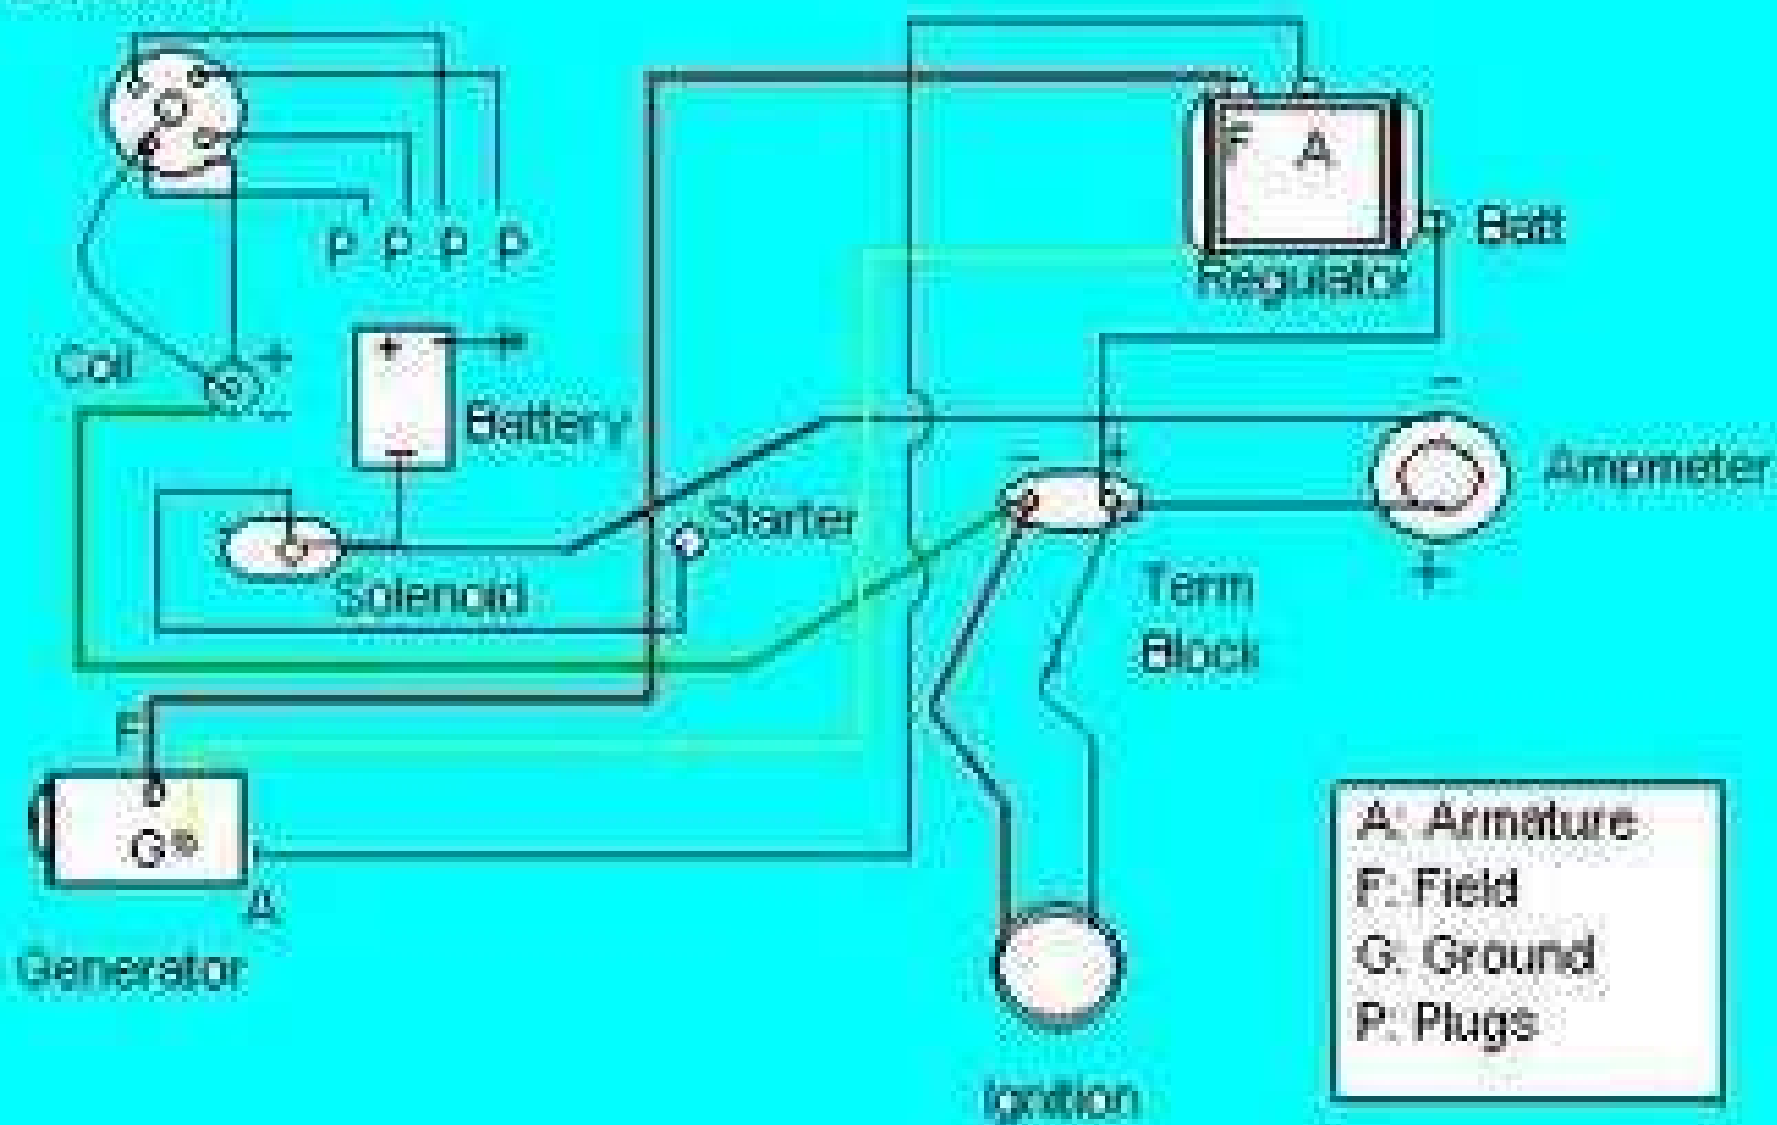 F A
P P P P
Batt
Regulator
Coil +
-
+
Battery
-
Ampmeter
- +
+
Starter
Solenoid
Term
Block
F
G
A
Generator
Ignition
A: Armature
F: Field
G: Ground
P: Plugs